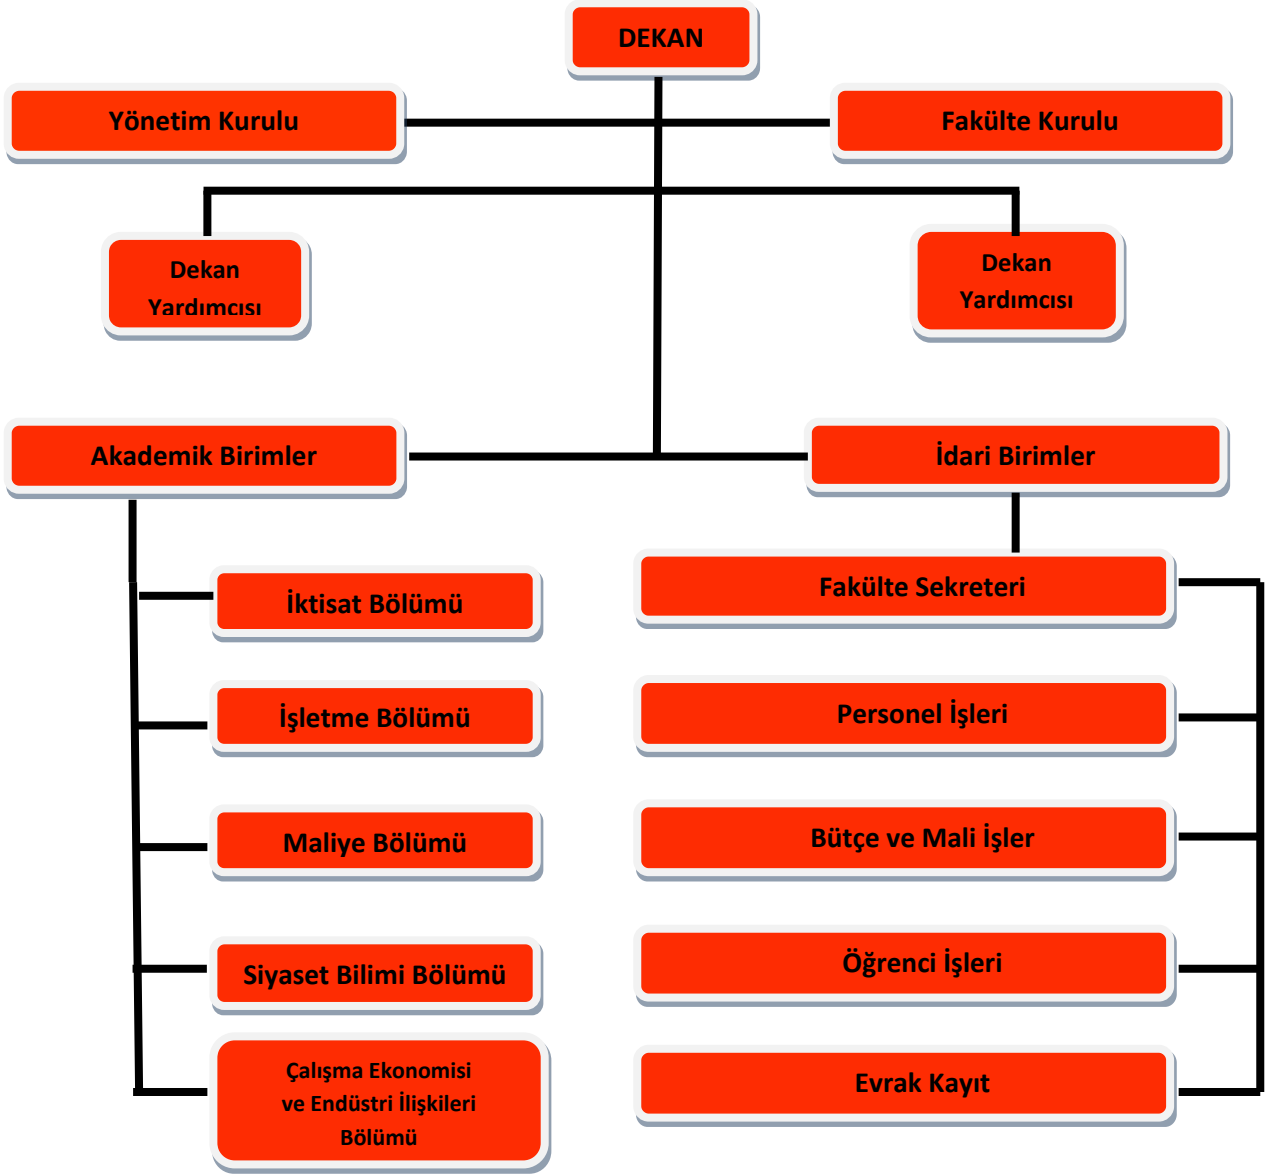 DEKAN
Yönetim Kurulu
Fakülte Kurulu
Dekan
Yardımcısı
Dekan
Yardımcısı
Akademik Birimler
İdari Birimler
İktisat Bölümü
İşletme Bölümü
Maliye Bölümü
Siyaset Bilimi Bölümü
Çalışma Ekonomisi
ve Endüstri İlişkileri
Bölümü
Fakülte Sekreteri
Personel İşleri
Bütçe ve Mali İşler
Öğrenci İşleri
Evrak Kayıt